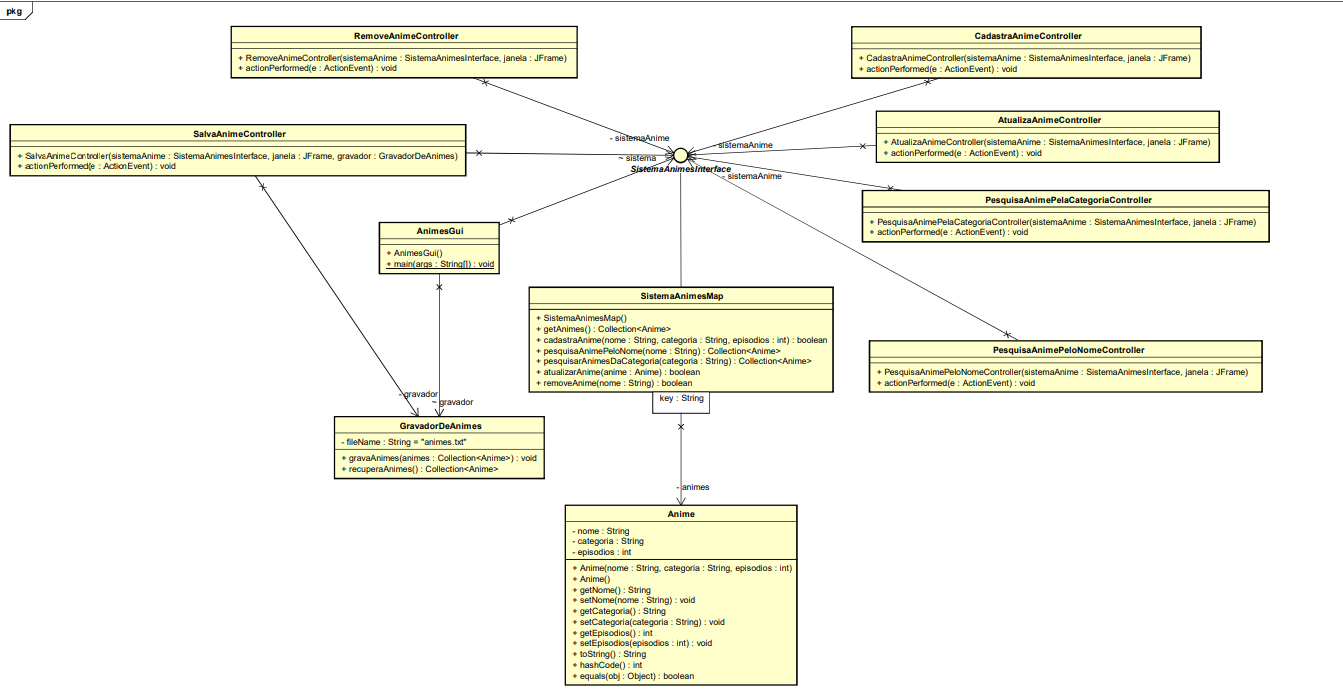 pkg
RemoveAnimeController
+ RemoveAnimeController(sistemaAnime : SistemaAnimesInterface, janela : JFrame)
+ actionPerformed(e : ActionEvent) : void
CadastraAnimeController
+ CadastraAnimeController(sistemaAnime : SistemaAnimesInterface, janela : JFrame)
+ actionPerformed(e : ActionEvent) : void
SalvaAnimeController
+ SalvaAnimeController(sistemaAnime : SistemaAnimesInterface, janela : JFrame, gravador : GravadorDeAnimes)
+ actionPerformed(e : ActionEvent) : void
AtualizaAnimeController
+ AtualizaAnimeController(sistemaAnime : SistemaAnimesInterface, janela : JFrame)
+ actionPerformed(e : ActionEvent) : void
- sistemaAnime
- sistemaAnime
~ sistema
SistemaAnimesInterface
- sistemaAnime
PesquisaAnimePelaCategoriaController
+ PesquisaAnimePelaCategoriaController(sistemaAnime : SistemaAnimesInterface, janela : JFrame)
+ actionPerformed(e : ActionEvent) : void
AnimesGui
+ AnimesGui()
+ main(args : String[]) : void
SistemaAnimesMap
+ SistemaAnimesMap()
+ getAnimes() : Collection<Anime>
+ cadastraAnime(nome : String, categoria : String, episodios : int) : boolean
+ pesquisaAnimePeloNome(nome : String) : Collection<Anime>
+ pesquisarAnimesDaCategoria(categoria : String) : Collection<Anime>
+ atualizarAnime(anime : Anime) : boolean
+ removeAnime(nome : String) : boolean
key : String
PesquisaAnimePeloNomeController
+ PesquisaAnimePeloNomeController(sistemaAnime : SistemaAnimesInterface, janela : JFrame)
+ actionPerformed(e : ActionEvent) : void
- gravador
~ gravador
GravadorDeAnimes
- fileName : String = "animes.txt"
+ gravaAnimes(animes : Collection<Anime>) : void
+ recuperaAnimes() : Collection<Anime>
- animes
Anime
- nome : String
- categoria : String
- episodios : int
+ Anime(nome : String, categoria : String, episodios : int)
+ Anime()
+ getNome() : String
+ setNome(nome : String) : void
+ getCategoria() : String
+ setCategoria(categoria : String) : void
+ getEpisodios() : int
+ setEpisodios(episodios : int) : void
+ toString() : String
+ hashCode() : int
+ equals(obj : Object) : boolean